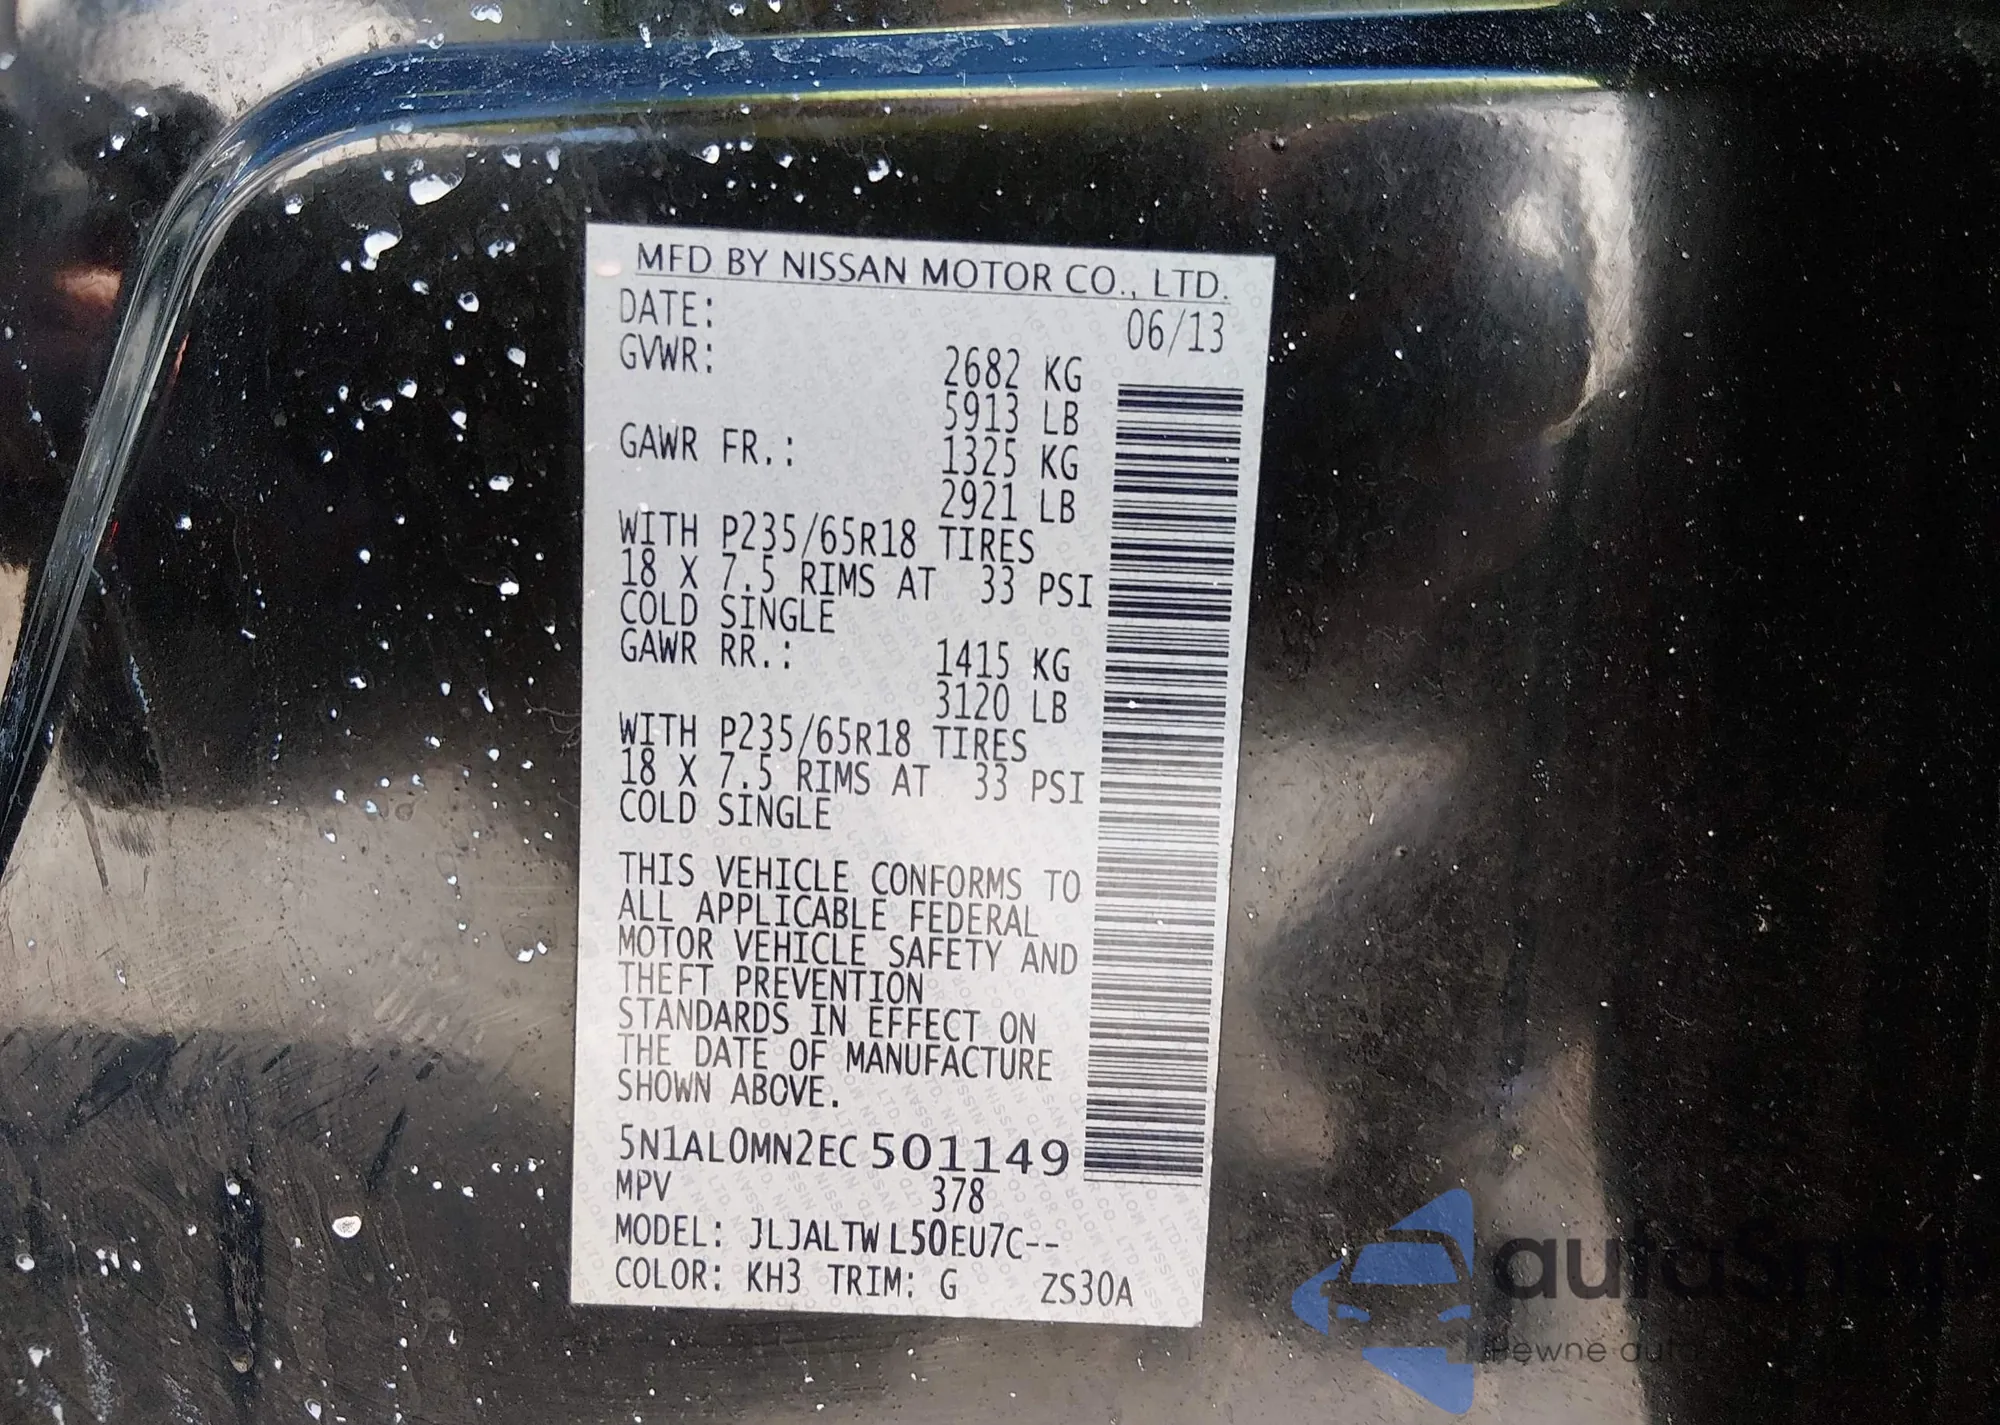 MFD BY NISSAN MOTOR CO., LTD.
DATE: 06/13
GVWR: 2682 KG
5913 LB
GAWR FR.: 1325 KG
2921 LB
WITH P235/65R18 TIRES
18 X 7.5 RIMS AT 33 PSI
COLD SINGLE
GAWR RR.: 1415 KG
3120 LB
WITH P235/65R18 TIRES
18 X 7.5 RIMS AT 33 PSI
COLD SINGLE
THIS VEHICLE CONFORMS TO
ALL APPLICABLE FEDERAL
MOTOR VEHICLE SAFETY AND
THEFT PREVENTION
STANDARDS IN EFFECT ON
THE DATE OF MANUFACTURE
SHOWN ABOVE.
5N1AL0MN2EC501149
MPV 378
MODEL: JLJALTWL50EU7C--
COLOR: KH3 TRIM: G ZS30A
autaSnap
Pewne auta